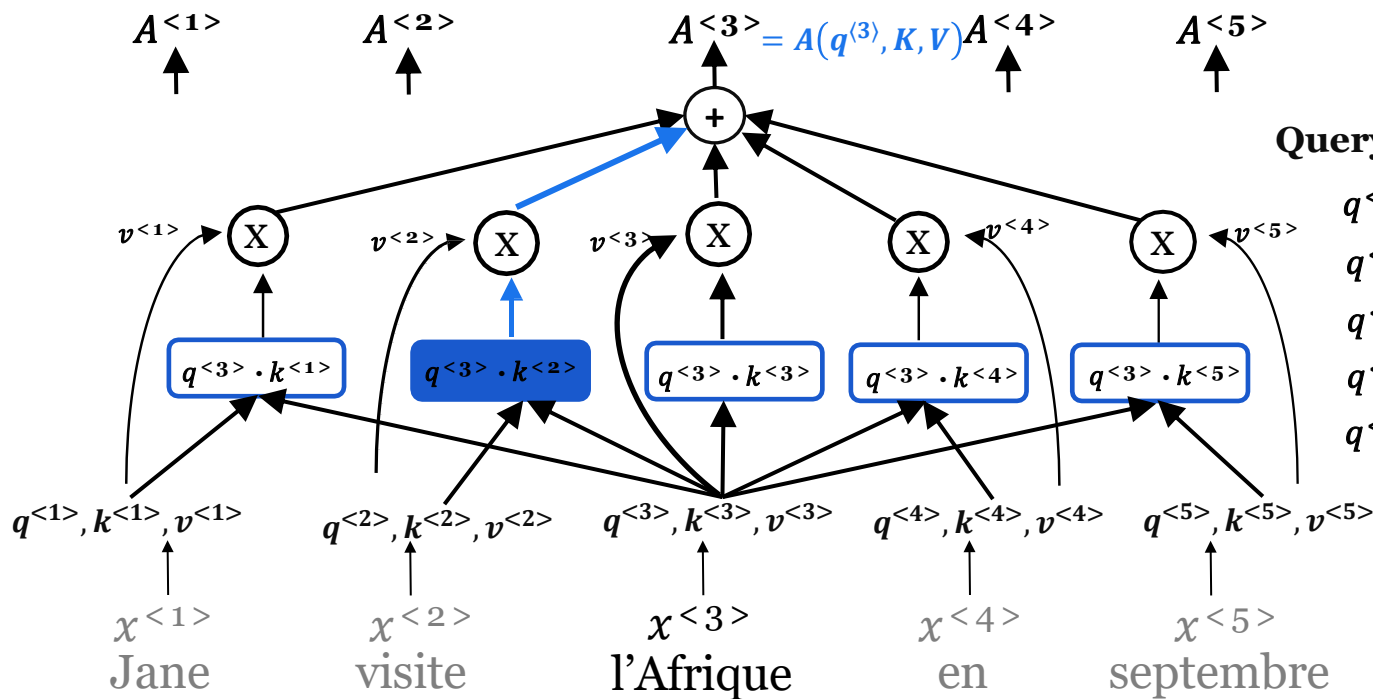 A<1> A<2> A<3> = A(q⟨3⟩, K, V) A<4> A<5>
+
Query
v<1> X v<2> X v<3> X X v<4> X v<5>
q<
q<
q<3> · k<1> q<3> · k<2> q<3> · k<3> q<3> · k<4> q<3> · k<5>
q<
q<
q<
q<1>, k<1>, v<1> q<2>, k<2>, v<2> q<3>, k<3>, v<3> q<4>, k<4>, v<4> q<5>, k<5>, v<5>
x<1> x<2> x<3> x<4> x<5>
Jane visite l’Afrique en septembre